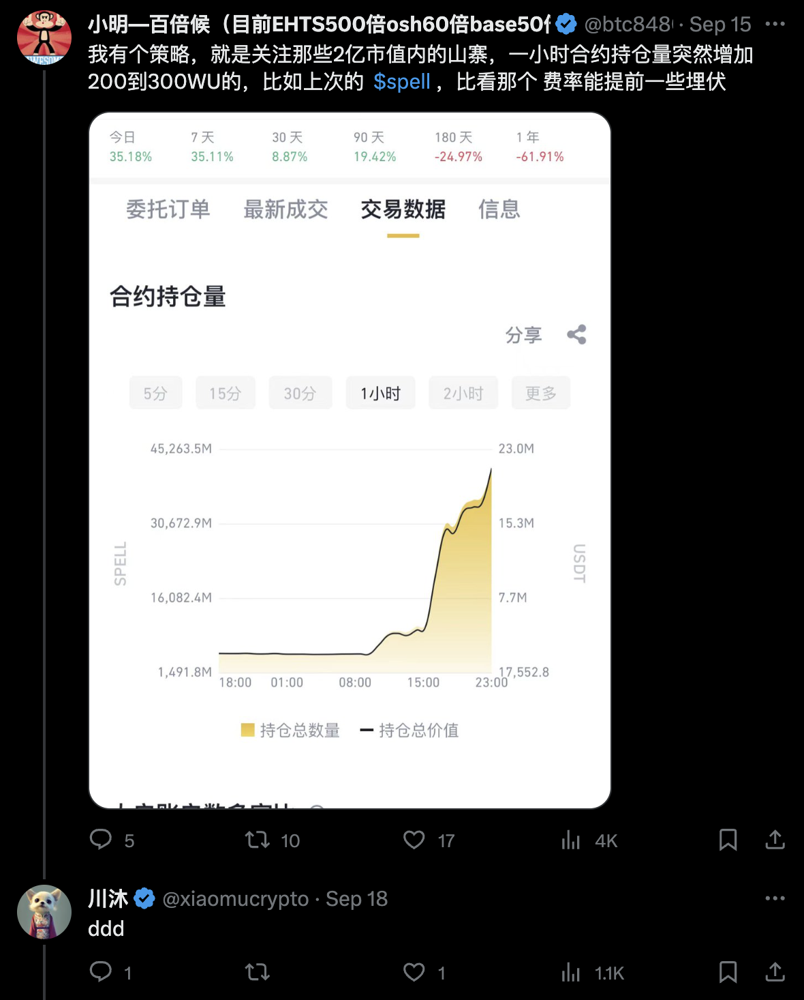 小明—百倍候（目前EHTS500倍osh60倍base50 @btc848 · Sep 15
我有个策略，就是关注那些2亿市值内的山寨，一小时合约持仓量突然增加
200到300WU的，比如上次的 $spell ，比看那个 费率能提前一些埋伏
今日 7 天 30 天 90 天 180 天 1 年
35.18% 35.11% 8.87% 19.42% -24.97% -61.91%
委托订单 最新成交 交易数据 信息
合约持仓量
分享
5分 15分 30分 1小时 2小时 更多
45,263.5M 23.0M
30,672.9M 15.3M
SPELL USDT
16,082.4M 7.7M
1,491.8M 17,552.8
18:00 01:00 08:00 15:00 23:00
持仓总数量 持仓总价值
5 10 17 4K
川沐 @xiaomucrypto · Sep 18
ddd
1 1 1.1K